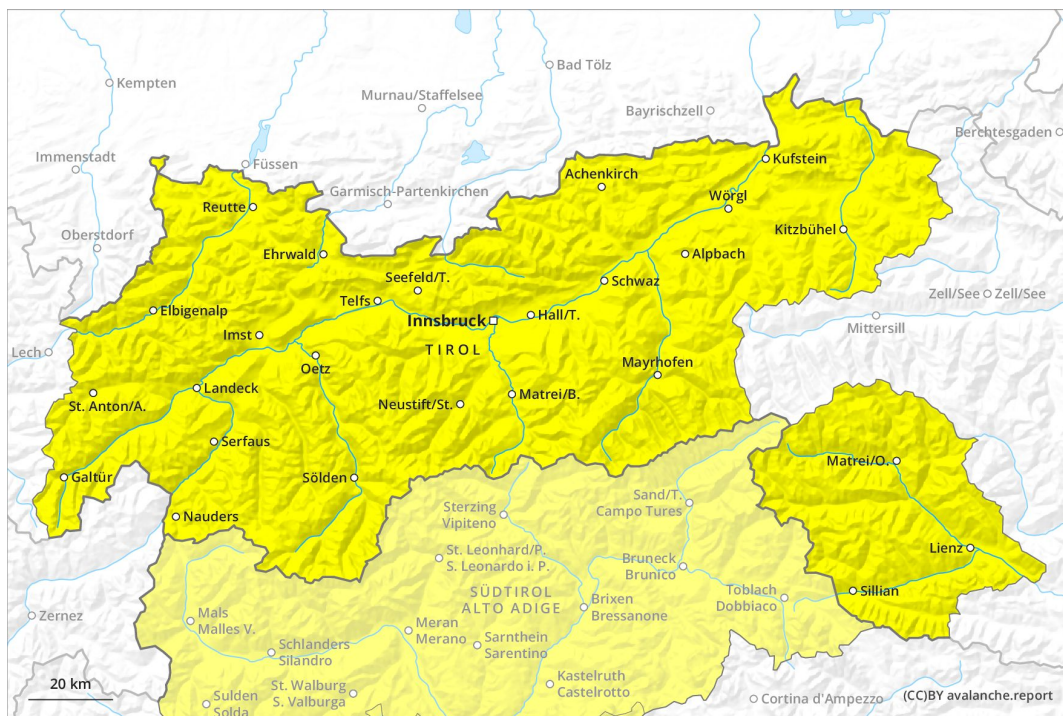 Kempten
Bad Tölz
Murnau/Staffelsee
Bayrischzell
Berchtesgaden
Immenstadt
Füssen
Kufstein
Achenkirch
Garmisch-Partenkirchen
Wörgl
Reutte
Oberstdorf
Kitzbühel
Ehrwald
Alpbach
Seefeld/T.
Schwaz
Zell/See
Zell/See
Telfs
Elbigenalp
Innsbruck
Hall/T.
Mittersill
Imst
TIROL
Lech
Oetz
Mayrhofen
Landeck
St. Anton/A.
Neustift/St.
Matrei/B.
Serfaus
Matrei/O.
Galtür
Sölden
Sand/T.
Campo Tures
Sterzing
Vipiteno
Nauders
Lienz
St. Leonhard/P.
S. Leonardo i. P.
Bruneck
Brunico
Sillian
SÜDTIROL
ALTO ADIGE
Toblach
Dobbiaco
Brixen
Bressanone
Zernez
Mals
Malles V.
Meran
Merano
Sarnthein
Sarentino
Schlanders
Silandro
20 km
St. Walburg
S. Valburga
Kastelruth
Castelrotto
Sulden
Solda
Cortina d'Ampezzo
(CC)BY avalanche.report